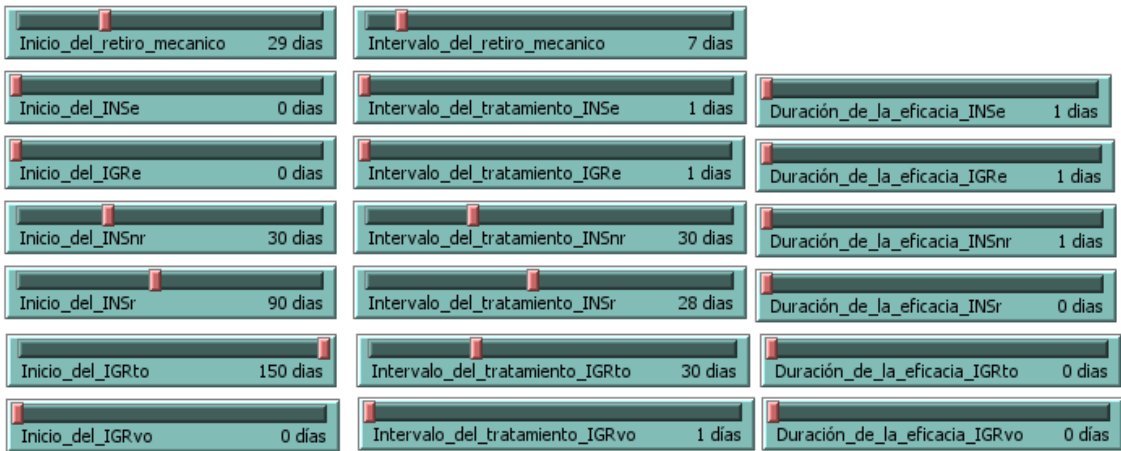 Inicio_del_retiro_mecanico 29 dias Intervalo_del_retiro_mecanico 7 dias
Inicio_del_INSe 0 dias Intervalo_del_tratamiento_INSe 1 dias Duración_de_la_eficacia_INSe 1 dias
Inicio_del_IGRe 0 dias Intervalo_del_tratamiento_IGRe 1 dias Duración_de_la_eficacia_IGRe 1 dias
Inicio_del_INSnr 30 dias Intervalo_del_tratamiento_INSnr 30 dias Duración_de_la_eficacia_INSnr 1 dias
Inicio_del_INSr 90 dias Intervalo_del_tratamiento_INSr 28 dias Duración_de_la_eficacia_INSr 0 dias
Inicio_del_IGRto 150 dias Intervalo_del_tratamiento_IGRto 30 dias Duración_de_la_eficacia_IGRto 0 dias
Inicio_del_IGRvo 0 días Intervalo_del_tratamiento_IGRvo 1 días Duración_de_la_eficacia_IGRvo 0 días